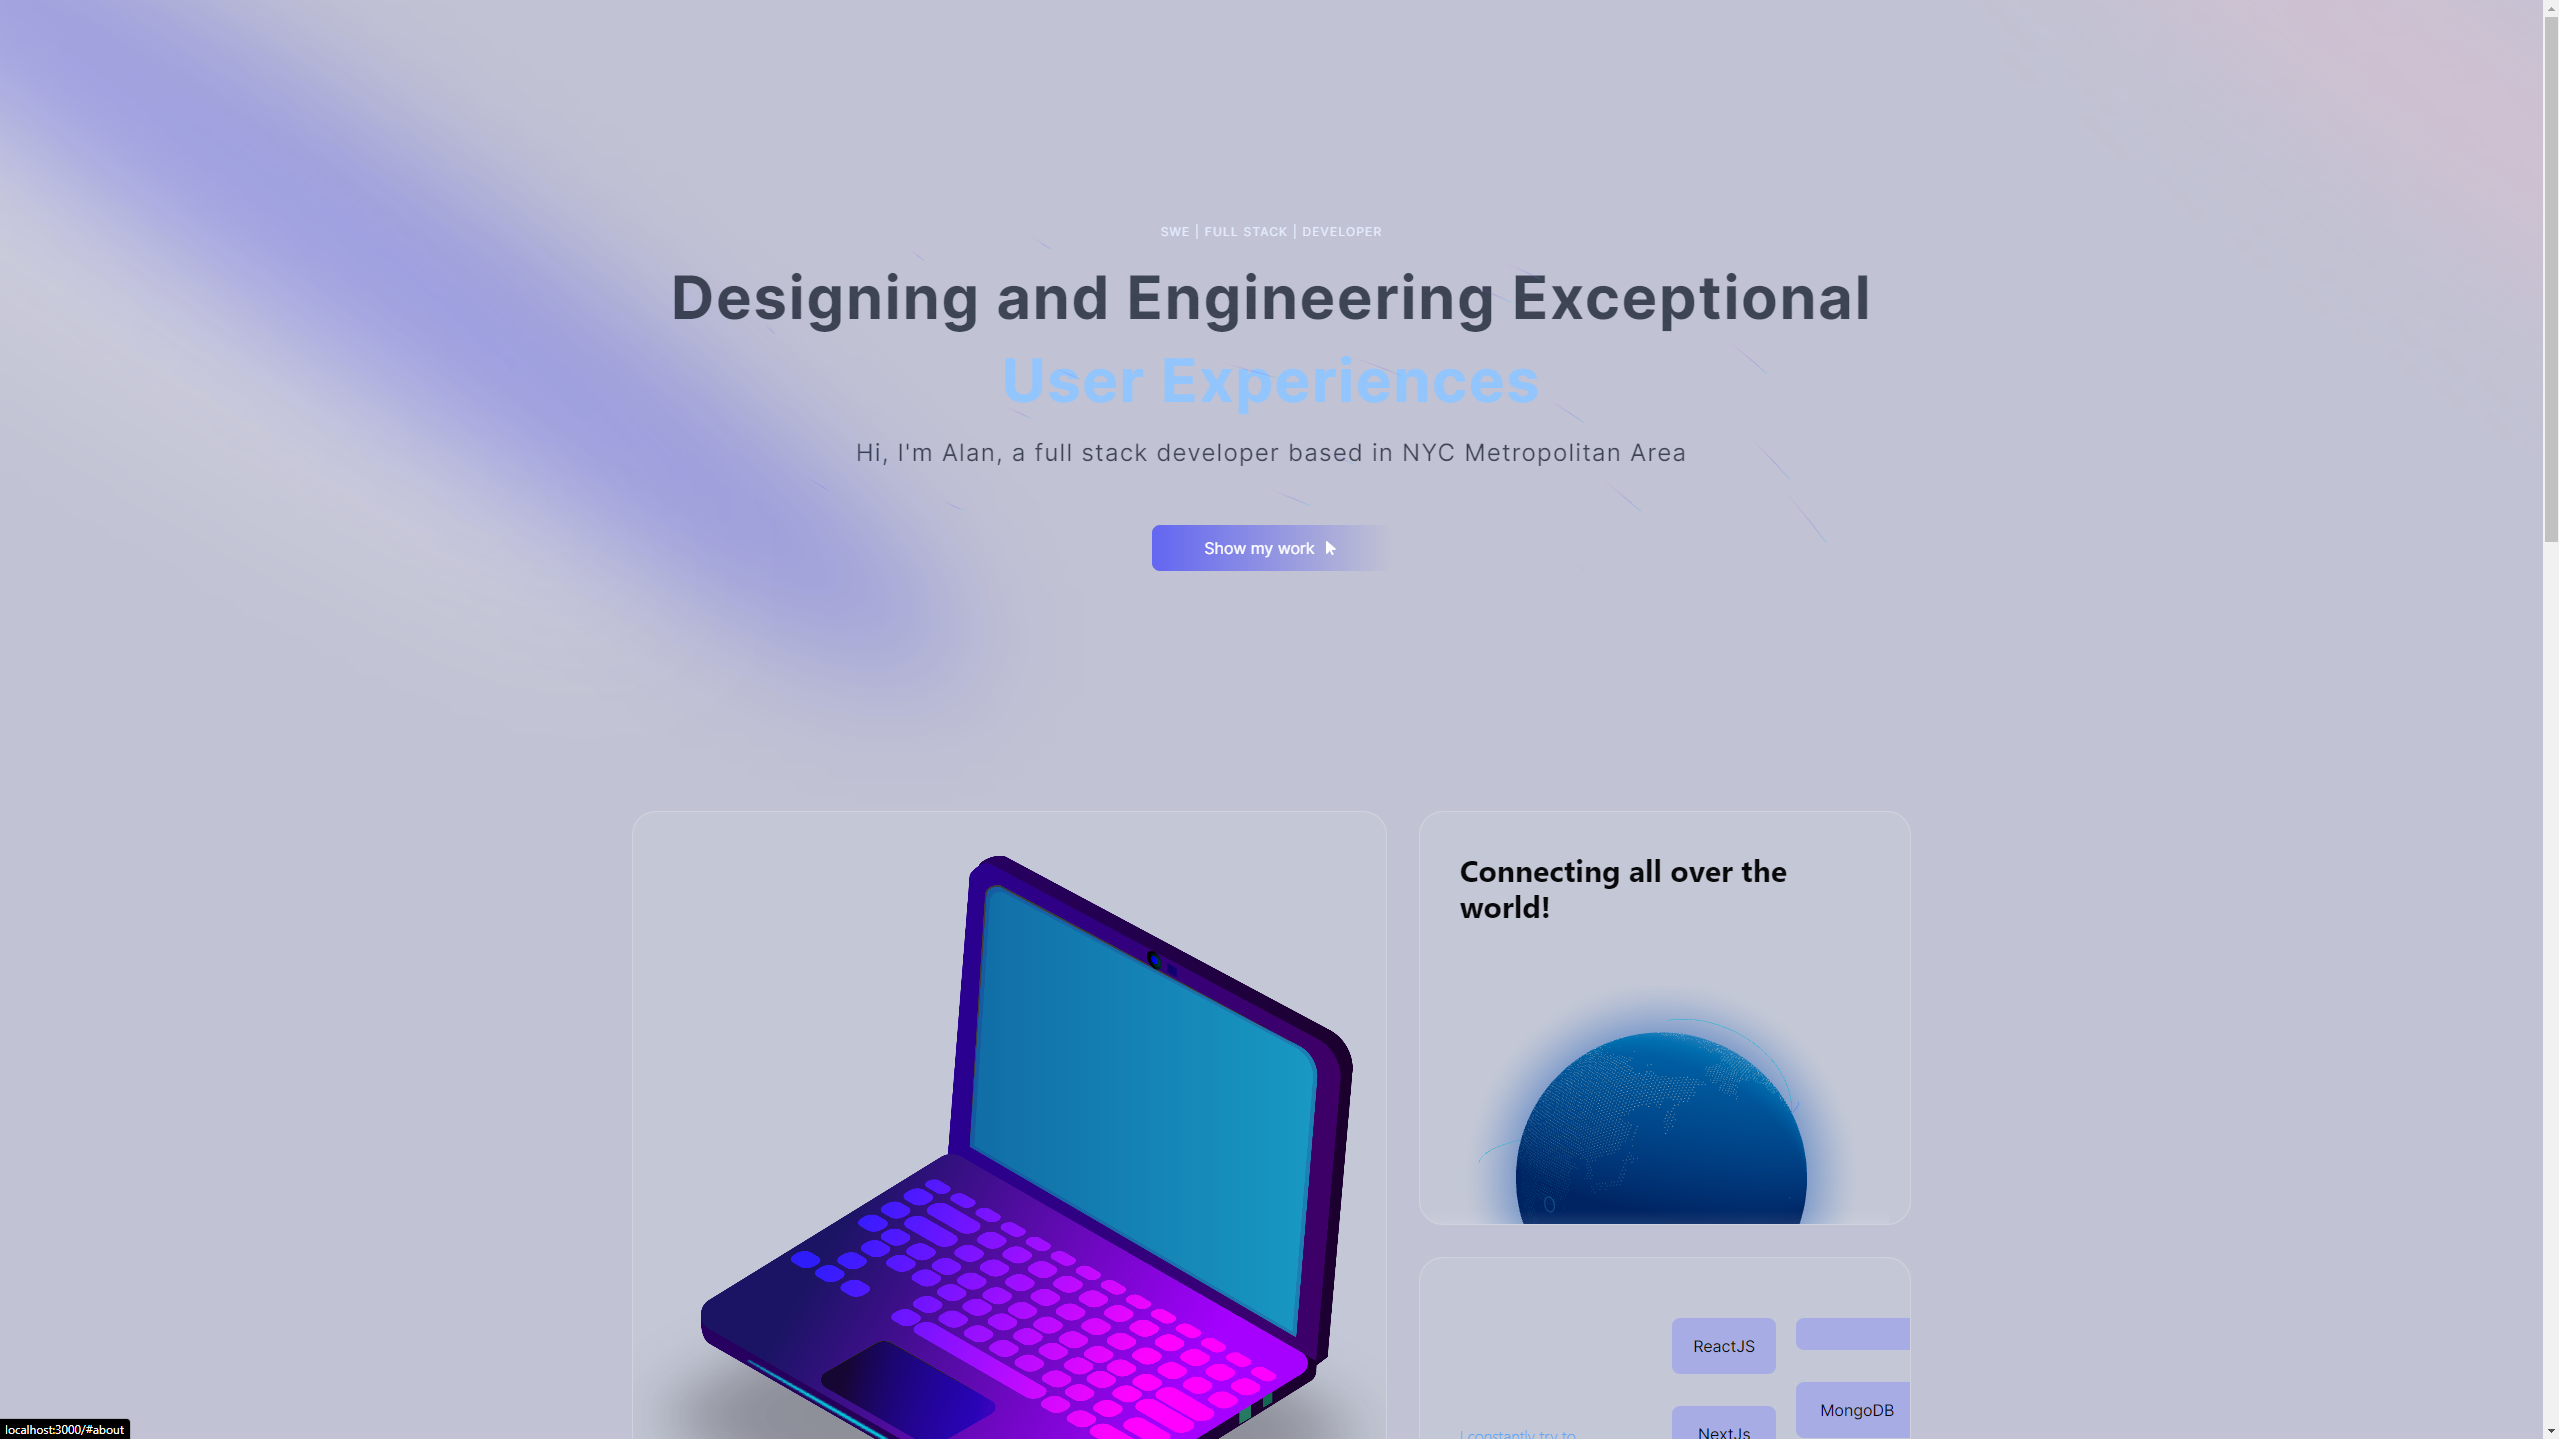 SWE | FULL STACK | DEVELOPER
Designing and Engineering Exceptional
User Experiences
Hi, I'm Alan, a full stack developer based in NYC Metropolitan Area
Show my work
Connecting all over the
world!
ReactJS
MongoDB
NextJs
I constantly try to
localhost:3000/#about